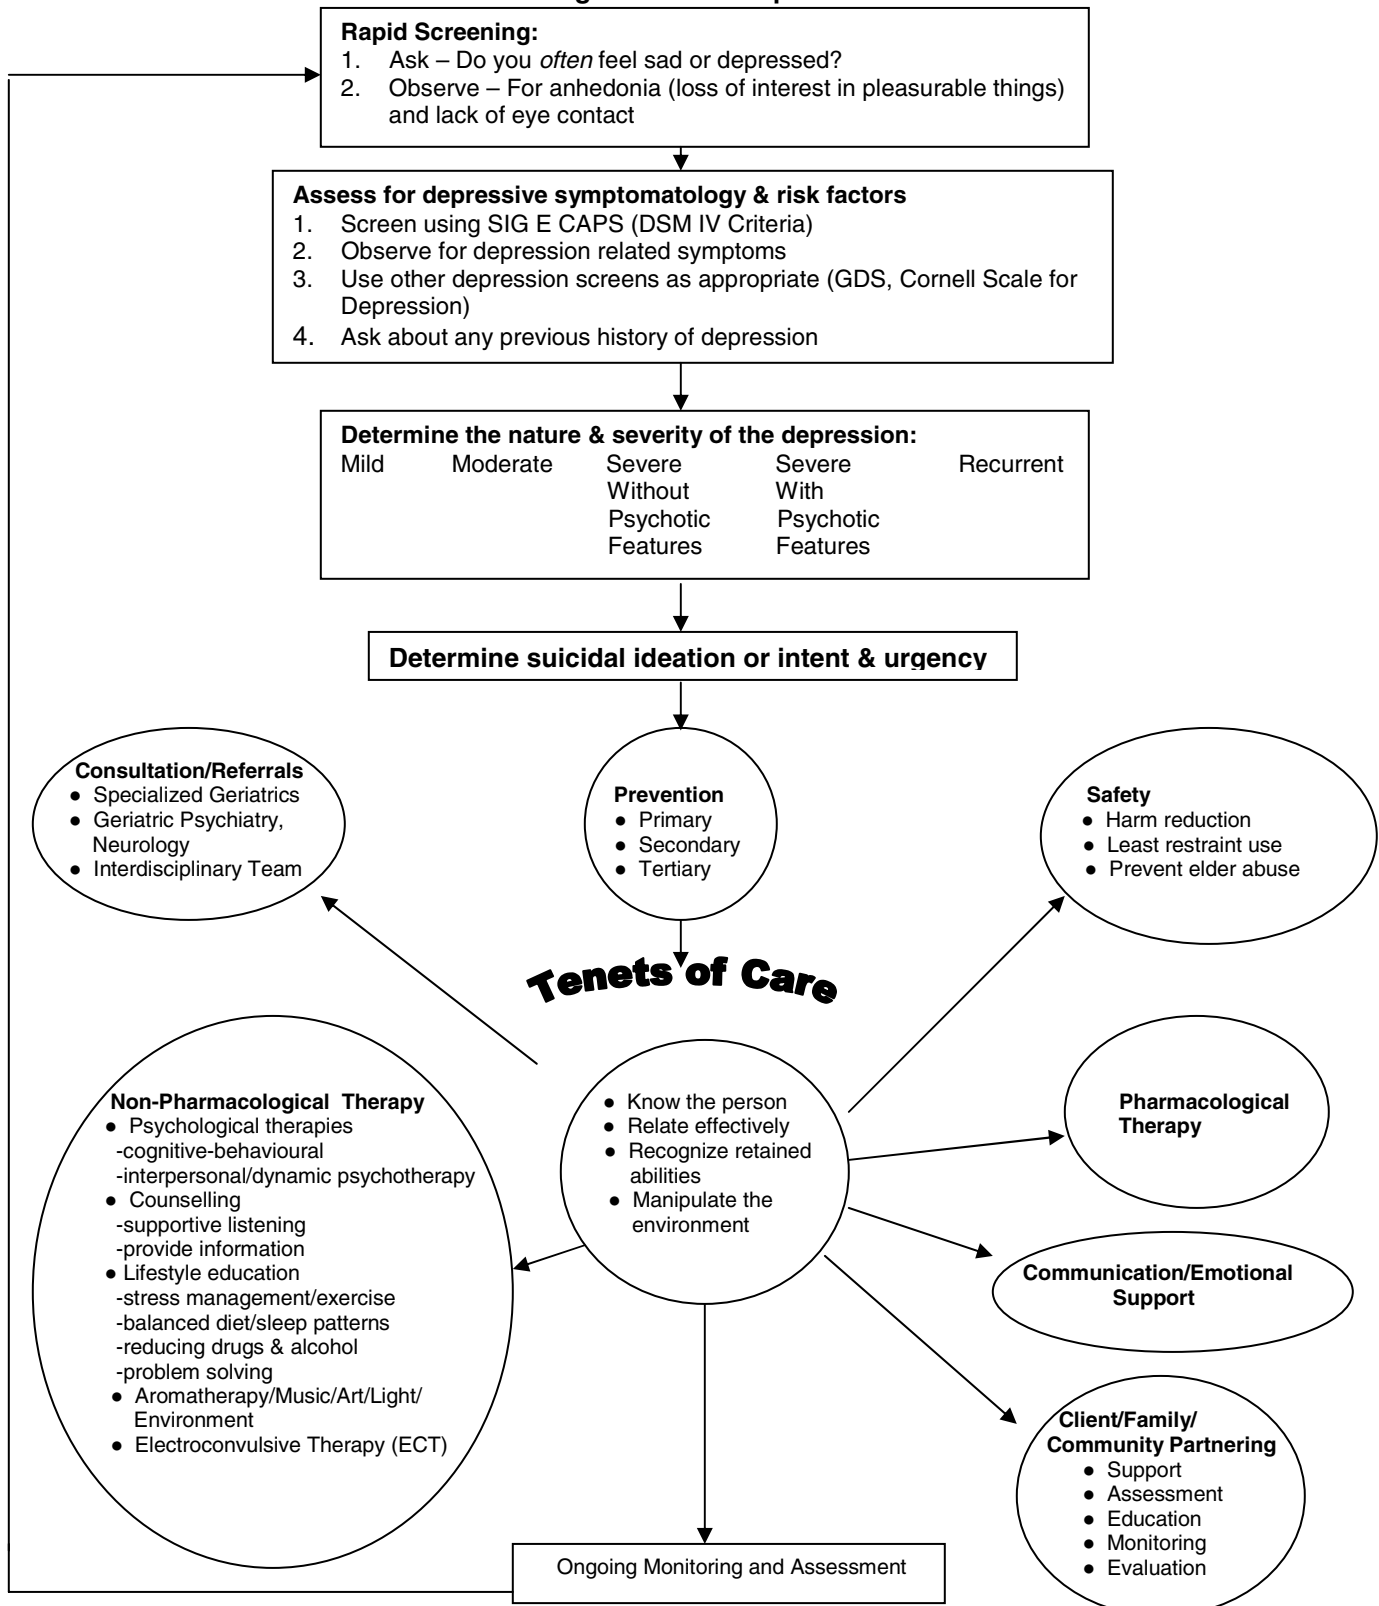 Rapid Screening:
1. Ask – Do you often feel sad or depressed?
2. Observe – For anhedonia (loss of interest in pleasurable things)
and lack of eye contact
Assess for depressive symptomatology & risk factors
1. Screen using SIG E CAPS (DSM IV Criteria)
2. Observe for depression related symptoms
3. Use other depression screens as appropriate (GDS, Cornell Scale for
Depression)
4. Ask about any previous history of depression
Determine the nature & severity of the depression:
Mild Moderate Severe Severe Recurrent
Without With
Psychotic Psychotic
Features Features
Determine suicidal ideation or intent & urgency
Consultation/Referrals
● Specialized Geriatrics
● Geriatric Psychiatry,
Neurology
● Interdisciplinary Team
Prevention
● Primary
● Secondary
● Tertiary
Safety
● Harm reduction
● Least restraint use
● Prevent elder abuse
Tenets of Care
● Know the person
● Relate effectively
● Recognize retained
abilities
● Manipulate the
environment
Non-Pharmacological Therapy
● Psychological therapies
-cognitive-behavioural
-interpersonal/dynamic psychotherapy
● Counselling
-supportive listening
-provide information
● Lifestyle education
-stress management/exercise
-balanced diet/sleep patterns
-reducing drugs & alcohol
-problem solving
● Aromatherapy/Music/Art/Light/
Environment
● Electroconvulsive Therapy (ECT)
Pharmacological
Therapy
Communication/Emotional
Support
Client/Family/
Community Partnering
● Support
● Assessment
● Education
● Monitoring
● Evaluation
Ongoing Monitoring and Assessment